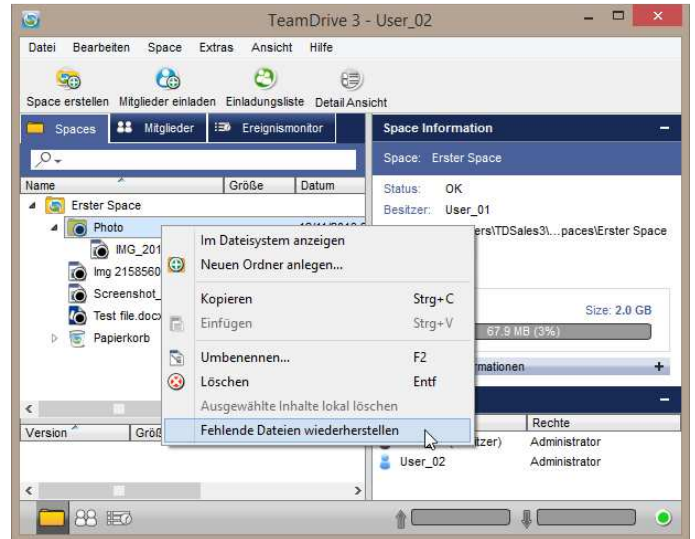 TeamDrive 3 - User_02
Datei Bearbeiten Space Extras Ansicht Hilfe
Space erstellen Mitglieder einladen Einladungsliste Detail Ansicht
Spaces Mitglieder Ereignismonitor
Name Größe Datum
Erster Space
Photo
IMG_201
Img 2158560
Screenshot_
Test file.docx
Papierkorb
Im Dateisystem anzeigen
Neuen Ordner anlegen...
Kopieren Strg+C
Einfügen Strg+V
Umbenennen... F2
Löschen Entf
Ausgewählte Inhalte lokal löschen
Fehlende Dateien wiederherstellen
Version Größ
Space Information
Space: Erster Space
Status: OK
Besitzer: User_01
ers\TDSales3\...paces\Erster Space
Size: 2.0 GB
67.9 MB (3%)
rmationen
Rechte
itzer) Administrator
User_02 Administrator